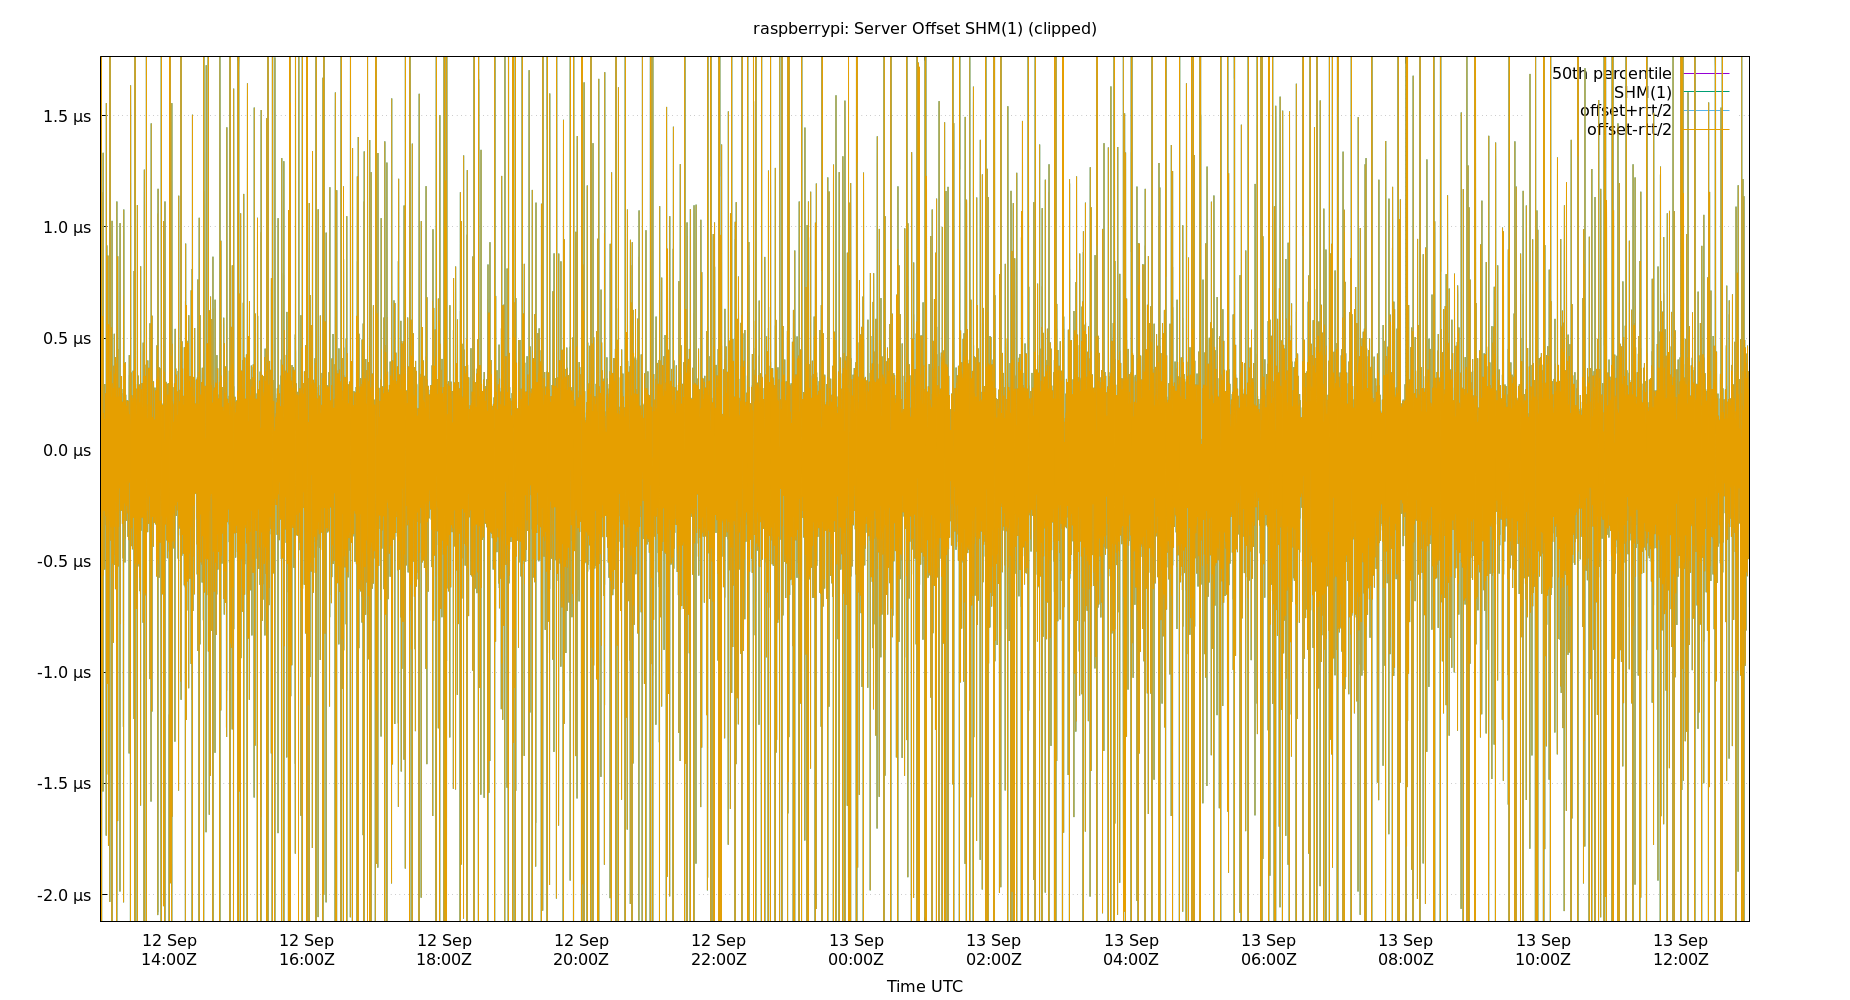 raspberrypi: Server Offset SHM(1) (clipped)
50th percentile
SHM(1)
offset+rtt/2
offset-rtt/2
1.5 µs
1.0 µs
0.5 µs
0.0 µs
-0.5 µs
-1.0 µs
-1.5 µs
-2.0 µs
12 Sep 12 Sep 12 Sep 12 Sep 12 Sep 13 Sep 13 Sep 13 Sep 13 Sep 13 Sep 13 Sep 13 Sep
14:00Z 16:00Z 18:00Z 20:00Z 22:00Z 00:00Z 02:00Z 04:00Z 06:00Z 08:00Z 10:00Z 12:00Z
Time UTC